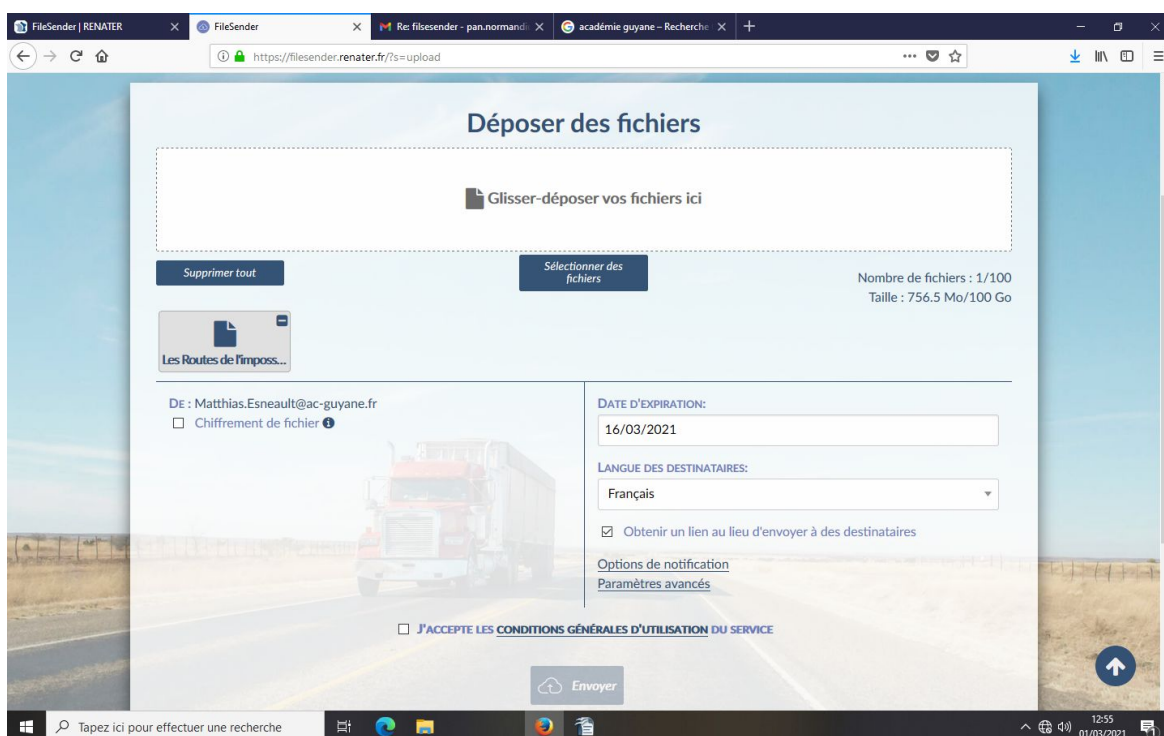 FileSender | RENATER
FileSender
Re: filsesender - pan.normandi
académie guyane – Recherche
https://filesender.renater.fr/?s=upload
Déposer des fichiers
Glisser-déposer vos fichiers ici
Supprimer tout
Sélectionner des
fichiers
Nombre de fichiers : 1/100
Taille : 756.5 Mo/100 Go
Les Routes de l'imposs...
DE : Matthias.Esneault@ac-guyane.fr
Chiffrement de fichier
DATE D'EXPIRATION:
16/03/2021
LANGUE DES DESTINATAIRES:
Français
Obtenir un lien au lieu d'envoyer à des destinataires
Options de notification
Paramètres avancés
J'ACCEPTE LES CONDITIONS GÉNÉRALES D'UTILISATION DU SERVICE
Envoyer
Tapez ici pour effectuer une recherche
12:55
01/03/2021